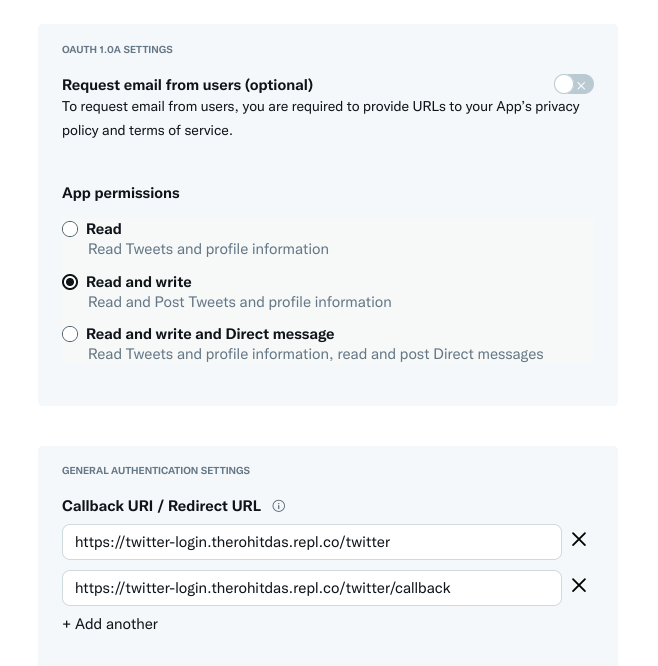 OAUTH 1.0A SETTINGS
Request email from users (optional)
To request email from users, you are required to provide URLs to your App's privacy
policy and terms of service.
App permissions
Read
Read Tweets and profile information
Read and write
Read and Post Tweets and profile information
Read and write and Direct message
Read Tweets and profile information, read and post Direct messages
GENERAL AUTHENTICATION SETTINGS
Callback URI / Redirect URL
https://twitter-login.therohitdas.repl.co/twitter
https://twitter-login.therohitdas.repl.co/twitter/callback
+ Add another